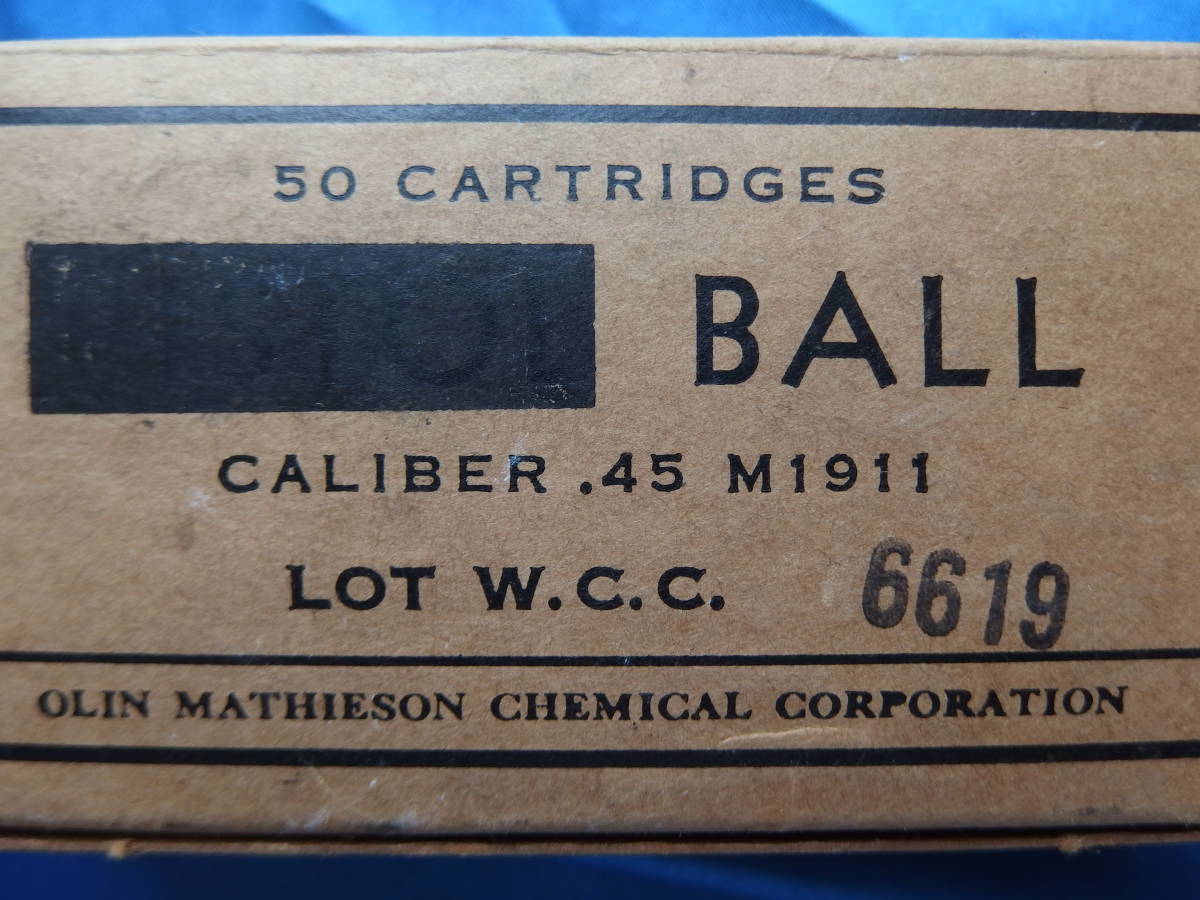 50 CARTRIDGES
BALL
CALIBER .45 M1911
LOT W.C.C. 6619
OLIN MATHIESON CHEMICAL CORPORATION